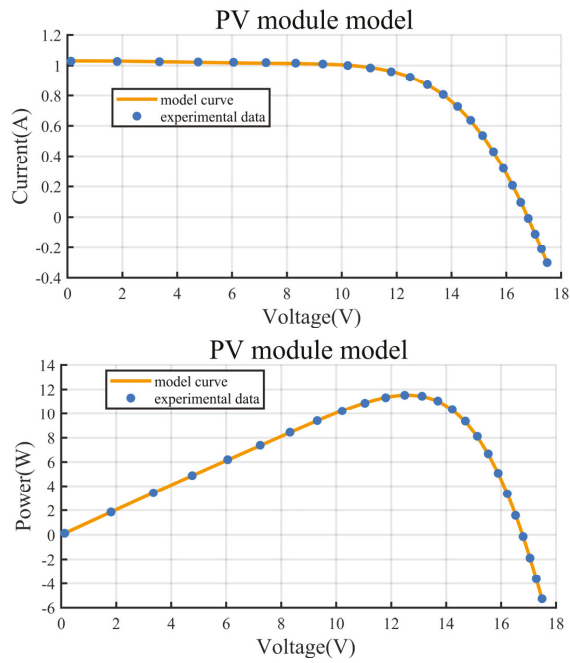 PV module model
1.2
1
0.8
0.6
0.4
0.2
0
-0.2
-0.4
Current(A)
model curve
experimental data
0 2 4 6 8 10 12 14 16 18
Voltage(V)
PV module model
14
12
10
8
6
4
2
0
-2
-4
-6
Power(W)
model curve
experimental data
0 2 4 6 8 10 12 14 16 18
Voltage(V)